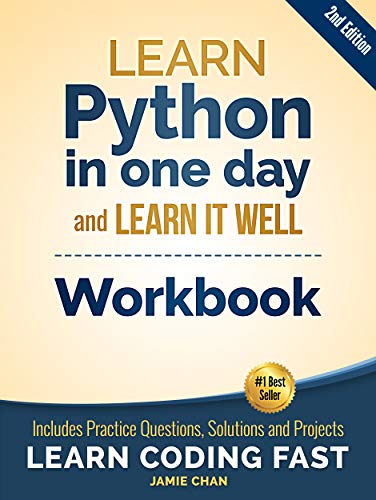 2nd Edition
LEARN
Python
in one day
and LEARN IT WELL
Workbook
#1 Best
Seller
Includes Practice Questions, Solutions and Projects
LEARN CODING FAST
JAMIE CHAN